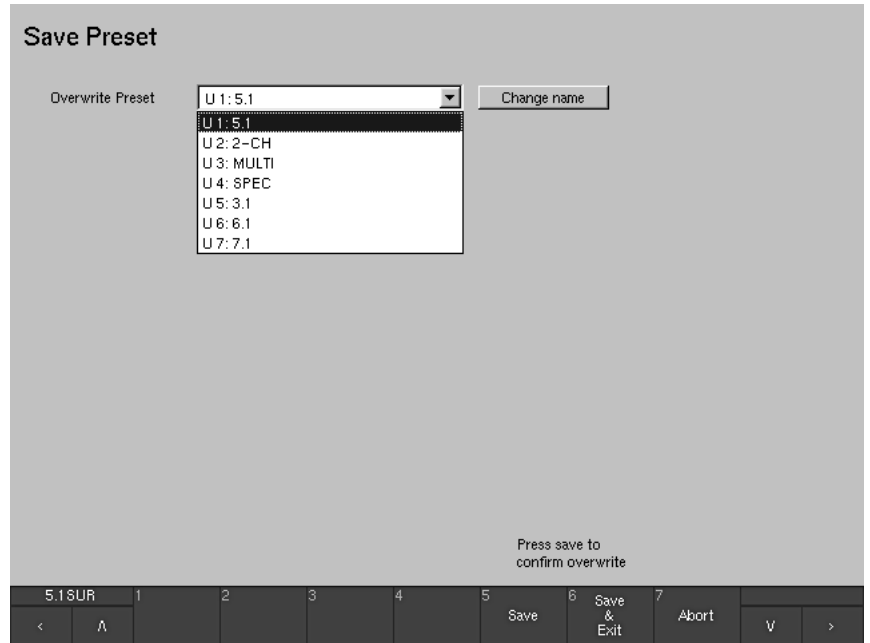 Save Preset
Overwrite Preset
U 1: 5.1
Change name
U 1: 5.1
U 2: 2-CH
U 3: MULTI
U 4: SPEC
U 5: 3.1
U 6: 6.1
U 7: 7.1
Press save to
confirm overwrite
5.1SUR
1
2
3
4
5
Save
6
Save
&
Exit
7
Abort
<
Λ
V
>